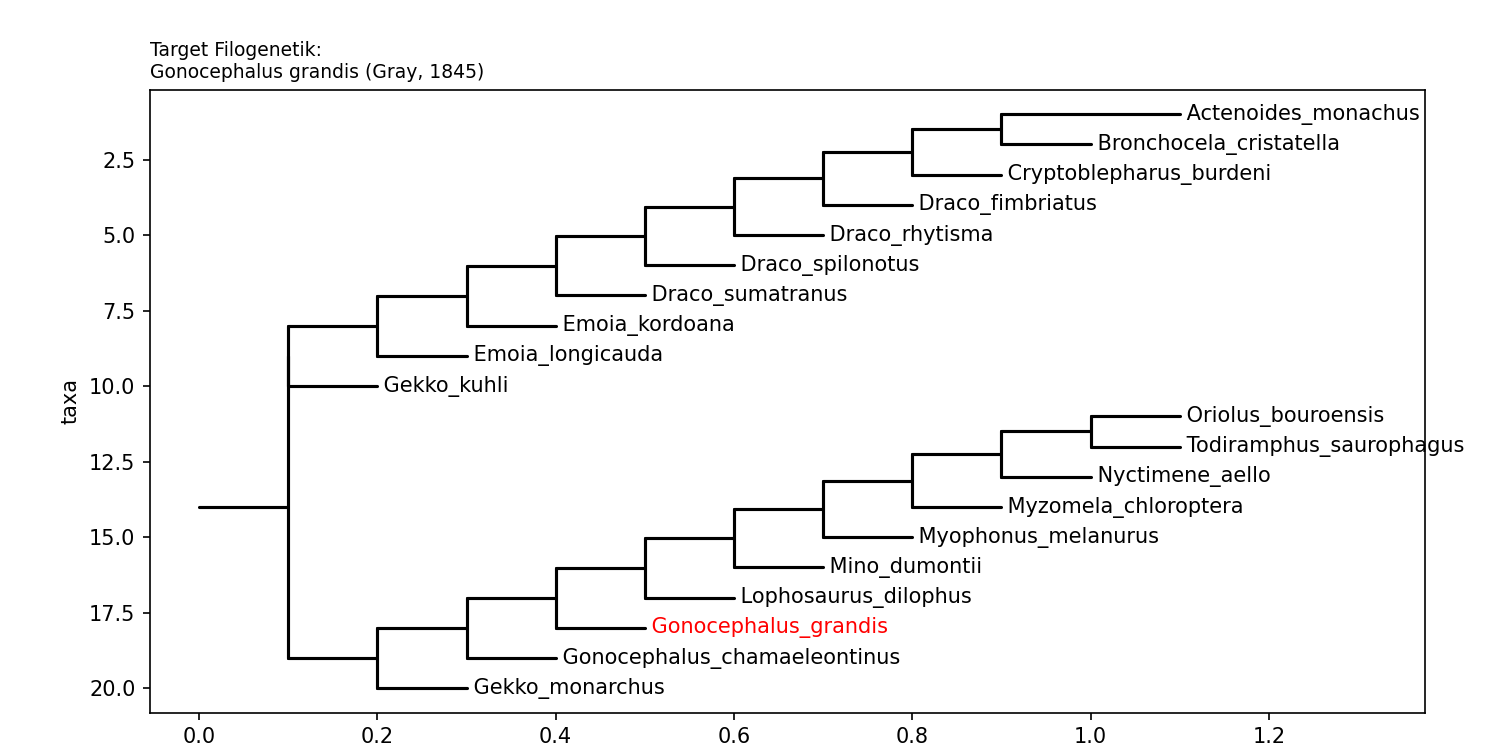 Target Filogenetik:
Gonocephalus grandis (Gray, 1845)
Actenoides_monachus
Bronchocela_cristatella
2.5
Cryptoblepharus_burdeni
Draco_fimbriatus
5.0
Draco_rhytisma
Draco_spilonotus
Draco_sumatranus
7.5
Emoia_kordoana
Emoia_longicauda
10.0
Gekko_kuhli
taxa
Oriolus_bouroensis
Todiramphus_saurophagus
12.5
Nyctimene_aello
Myzomela_chloroptera
15.0
Myophonus_melanurus
Mino_dumontii
Lophosaurus_dilophus
17.5
Gonocephalus_grandis
Gonocephalus_chamaeleontinus
20.0
Gekko_monarchus
0.0 0.2 0.4 0.6 0.8 1.0 1.2